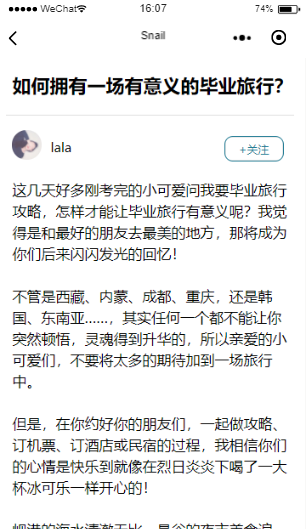 WeChat 16:07 74%
Snail
如何拥有一场有意义的毕业旅行?
lala
+关注
这几天好多刚考完的小可爱问我要毕业旅行
攻略，怎样才能让毕业旅行有意义呢？我觉
得是和最好的朋友去最美的地方，那将成为
你们后来闪闪发光的回忆！
不管是西藏、内蒙、成都、重庆，还是韩
国、东南亚……，其实任何一个都不能让你
突然顿悟，灵魂得到升华的，所以亲爱的小
可爱们，不要将太多的期待加到一场旅行
中。
但是，在你约好你的朋友们，一起做攻略、
订机票、订酒店或民宿的过程，我相信你们
的心情是快乐到就像在烈日炎炎下喝了一大
杯冰可乐一样开心的！